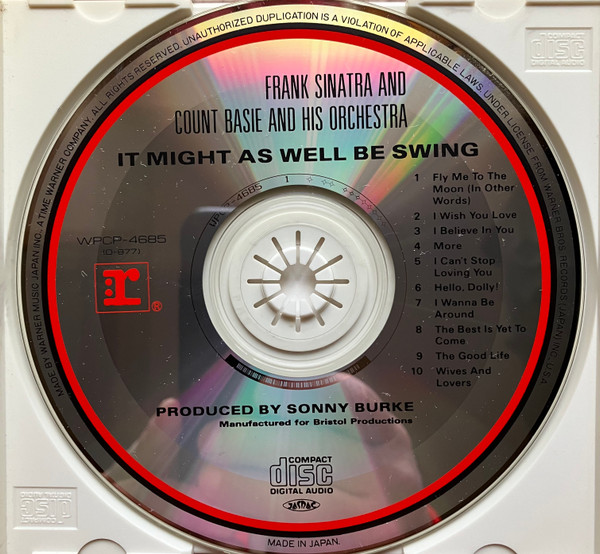 COMPACT
disc
DIGITAL AUDIO
MADE BY WARNER MUSIC JAPAN INC. A TIME WARNER COMPANY. ALL RIGHTS RESERVED. UNAUTHORIZED DUPLICATION IS A VIOLATION OF APPLICABLE LAWS. UNDER LICENSE FROM WARNER BROS. RECORDS (JAPAN) INC. U.S.A.
FRANK SINATRA AND
COUNT BASIE AND HIS ORCHESTRA
IT MIGHT AS WELL BE SWING
WPCP-4685
r
®
1 Fly Me To The
Moon (In Other
Words)
2 I Wish You Love
3 I Believe In You
4 More
5 I Can't Stop
Loving You
6 Hello, Dolly!
7 I Wanna Be
Around
8 The Best Is Yet To
Come
9 The Good Life
10 Wives And
Lovers
PRODUCED BY SONNY BURKE
Manufactured for Bristol Productions
COMPACT
disc
DIGITAL AUDIO
JASRAC
MADE IN JAPAN.